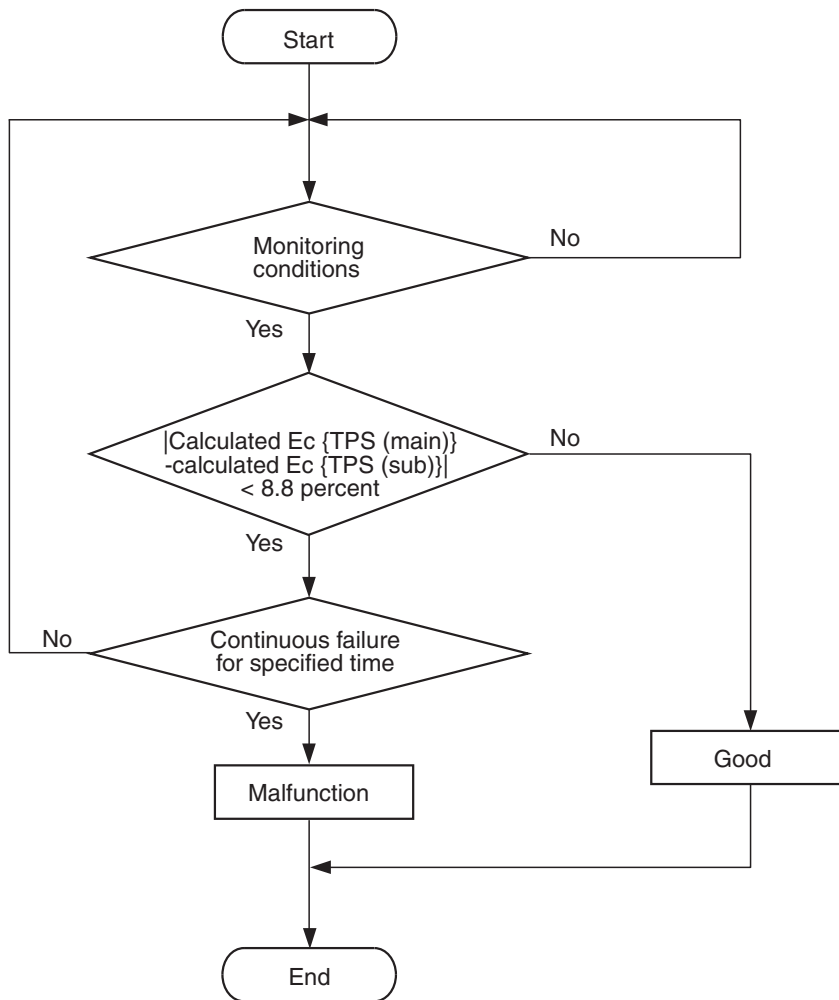 Start
Monitoring
conditions
No
Yes
|Calculated Ec {TPS (main)}
-calculated Ec {TPS (sub)}|
< 8.8 percent
No
Yes
Continuous failure
for specified time
No
Yes
Malfunction
Good
End